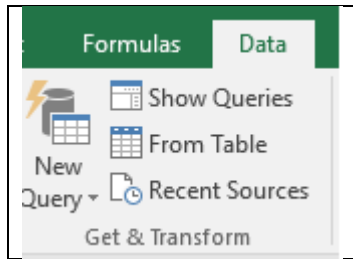 Formulas Data
Show Queries
From Table
New
Query
Recent Sources
Get & Transform